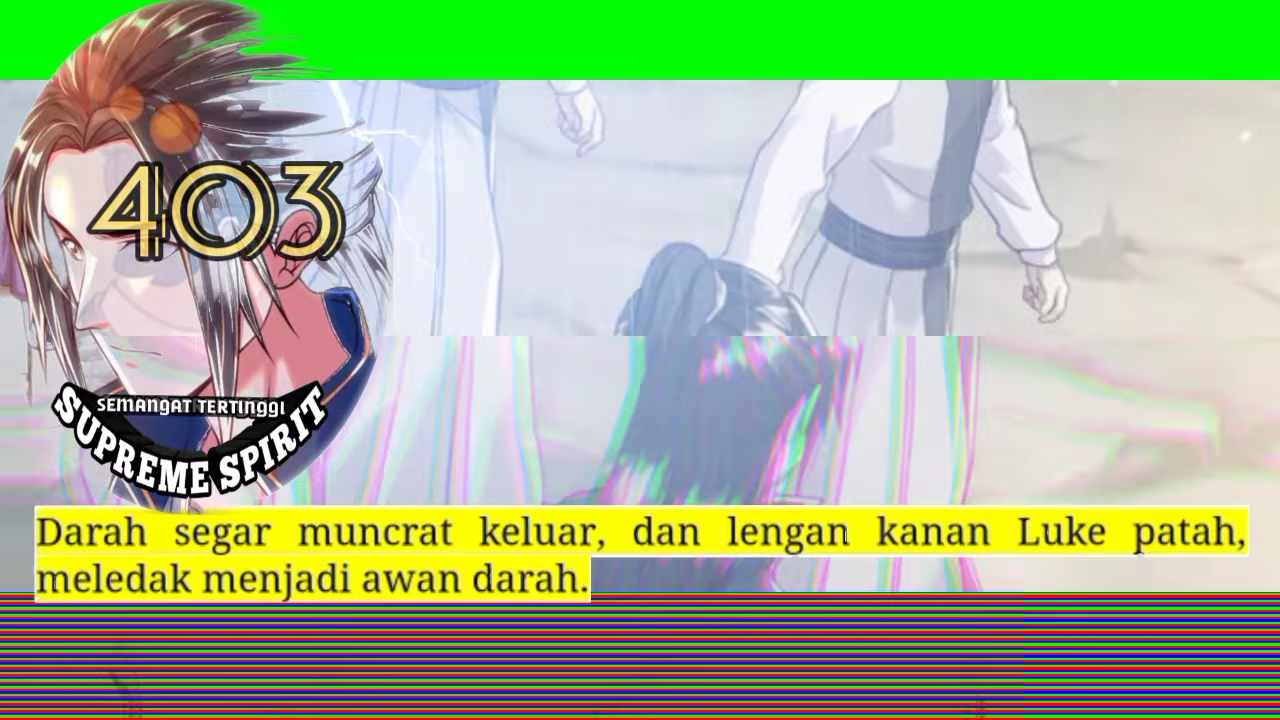 403
SEMANGAT TERTINGGI
SUPREME SPIRIT
Darah segar muncrat keluar, dan lengan kanan Luke patah,
meledak menjadi awan darah.